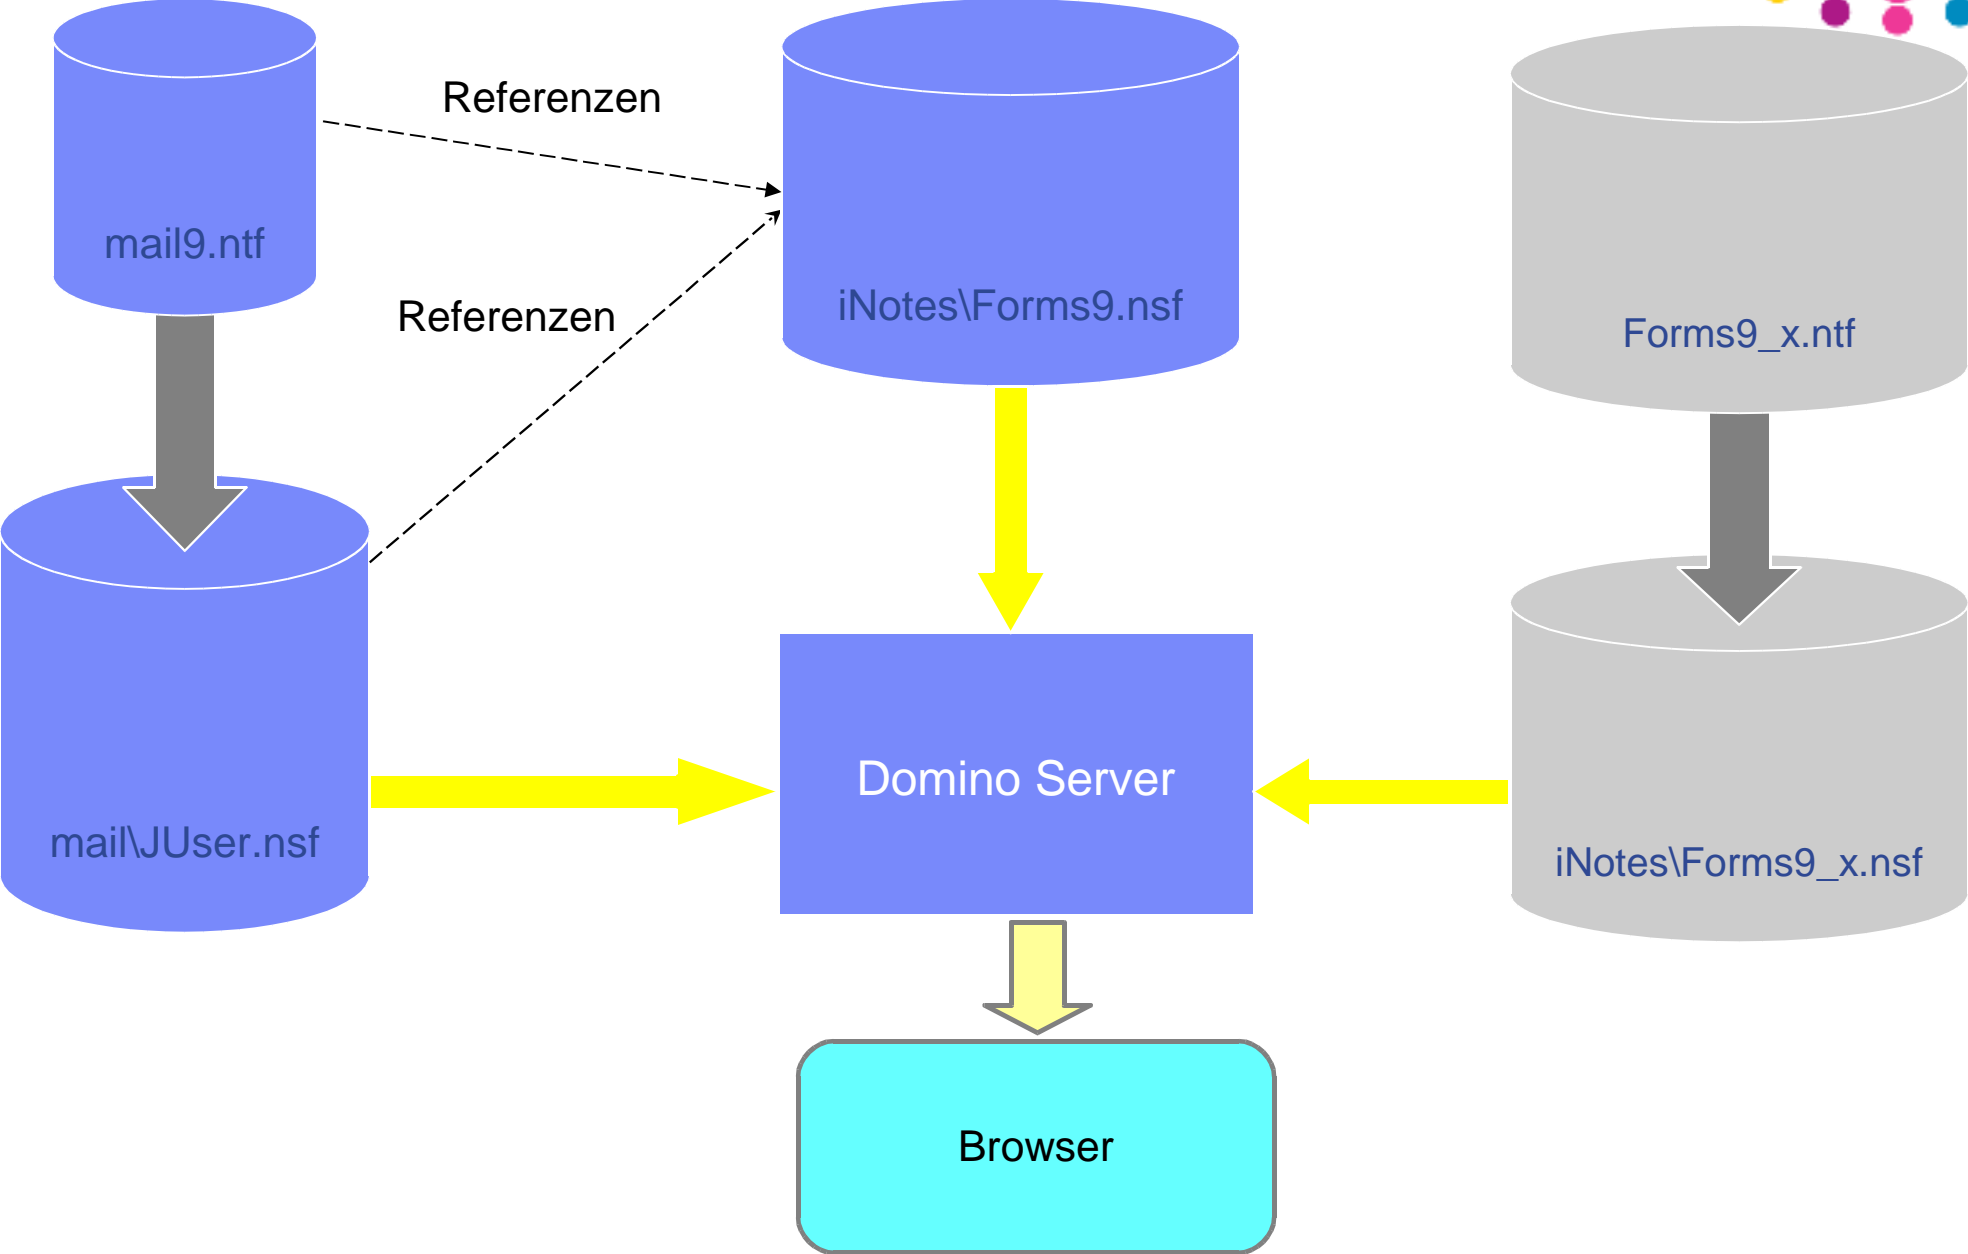 Referenzen
mail9.ntf
iNotes\Forms9.nsf
Referenzen
Forms9_x.ntf
Domino Server
mail\JUser.nsf
iNotes\Forms9_x.nsf
Browser